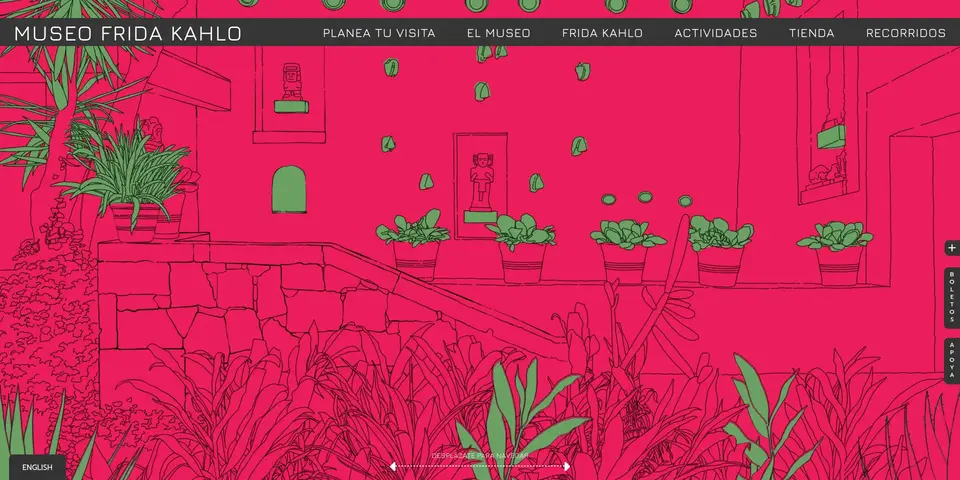 MUSEO FRIDA KAHLO
PLANEA TU VISITA EL MUSEO FRIDA KAHLO ACTIVIDADES TIENDA RECORRIDOS
+
BOLETOS
APOYA
DESPLÁZATE PARA NAVEGAR
ENGLISH